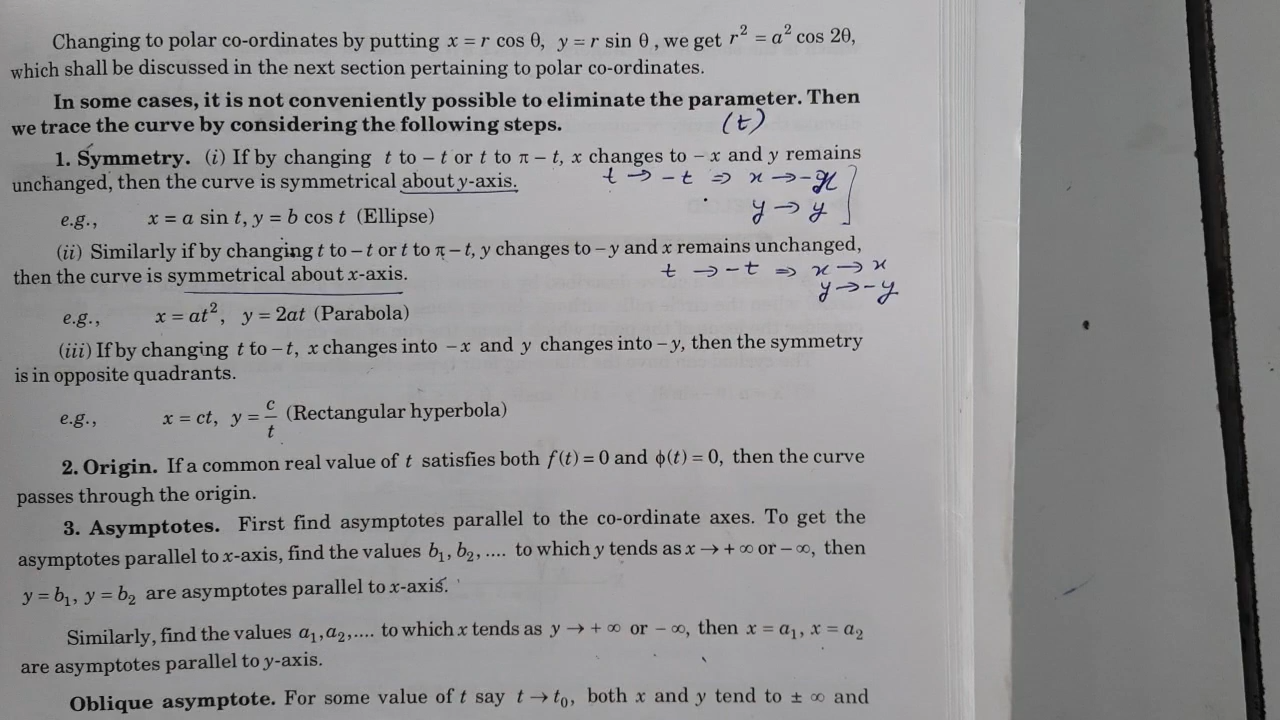 Changing to polar co-ordinates by putting x = r cos θ, y = r sin θ , we get r² = a² cos 2θ,
which shall be discussed in the next section pertaining to polar co-ordinates.
In some cases, it is not conveniently possible to eliminate the parameter. Then
we trace the curve by considering the following steps.
(t)
1. Symmetry. (i) If by changing t to – t or t to π – t, x changes to – x and y remains
unchanged, then the curve is symmetrical about y-axis.
t → -t ⇒ x → -x
y → y
e.g., x = a sin t, y = b cos t (Ellipse)
(ii) Similarly if by changing t to – t or t to π – t, y changes to – y and x remains unchanged,
then the curve is symmetrical about x-axis.
t → -t ⇒ x → x
y → -y
e.g., x = at², y = 2at (Parabola)
(iii) If by changing t to – t, x changes into – x and y changes into – y, then the symmetry
is in opposite quadrants.
e.g., x = ct, y = c/t (Rectangular hyperbola)
2. Origin. If a common real value of t satisfies both f(t) = 0 and ϕ(t) = 0, then the curve
passes through the origin.
3. Asymptotes. First find asymptotes parallel to the co-ordinate axes. To get the
asymptotes parallel to x-axis, find the values b₁, b₂, .... to which y tends as x → + ∞ or – ∞, then
y = b₁, y = b₂ are asymptotes parallel to x-axis.
Similarly, find the values a₁,a₂,.... to which x tends as y → + ∞ or – ∞, then x = a₁, x = a₂
are asymptotes parallel to y-axis.
Oblique asymptote. For some value of t say t → t₀, both x and y tend to ± ∞ and